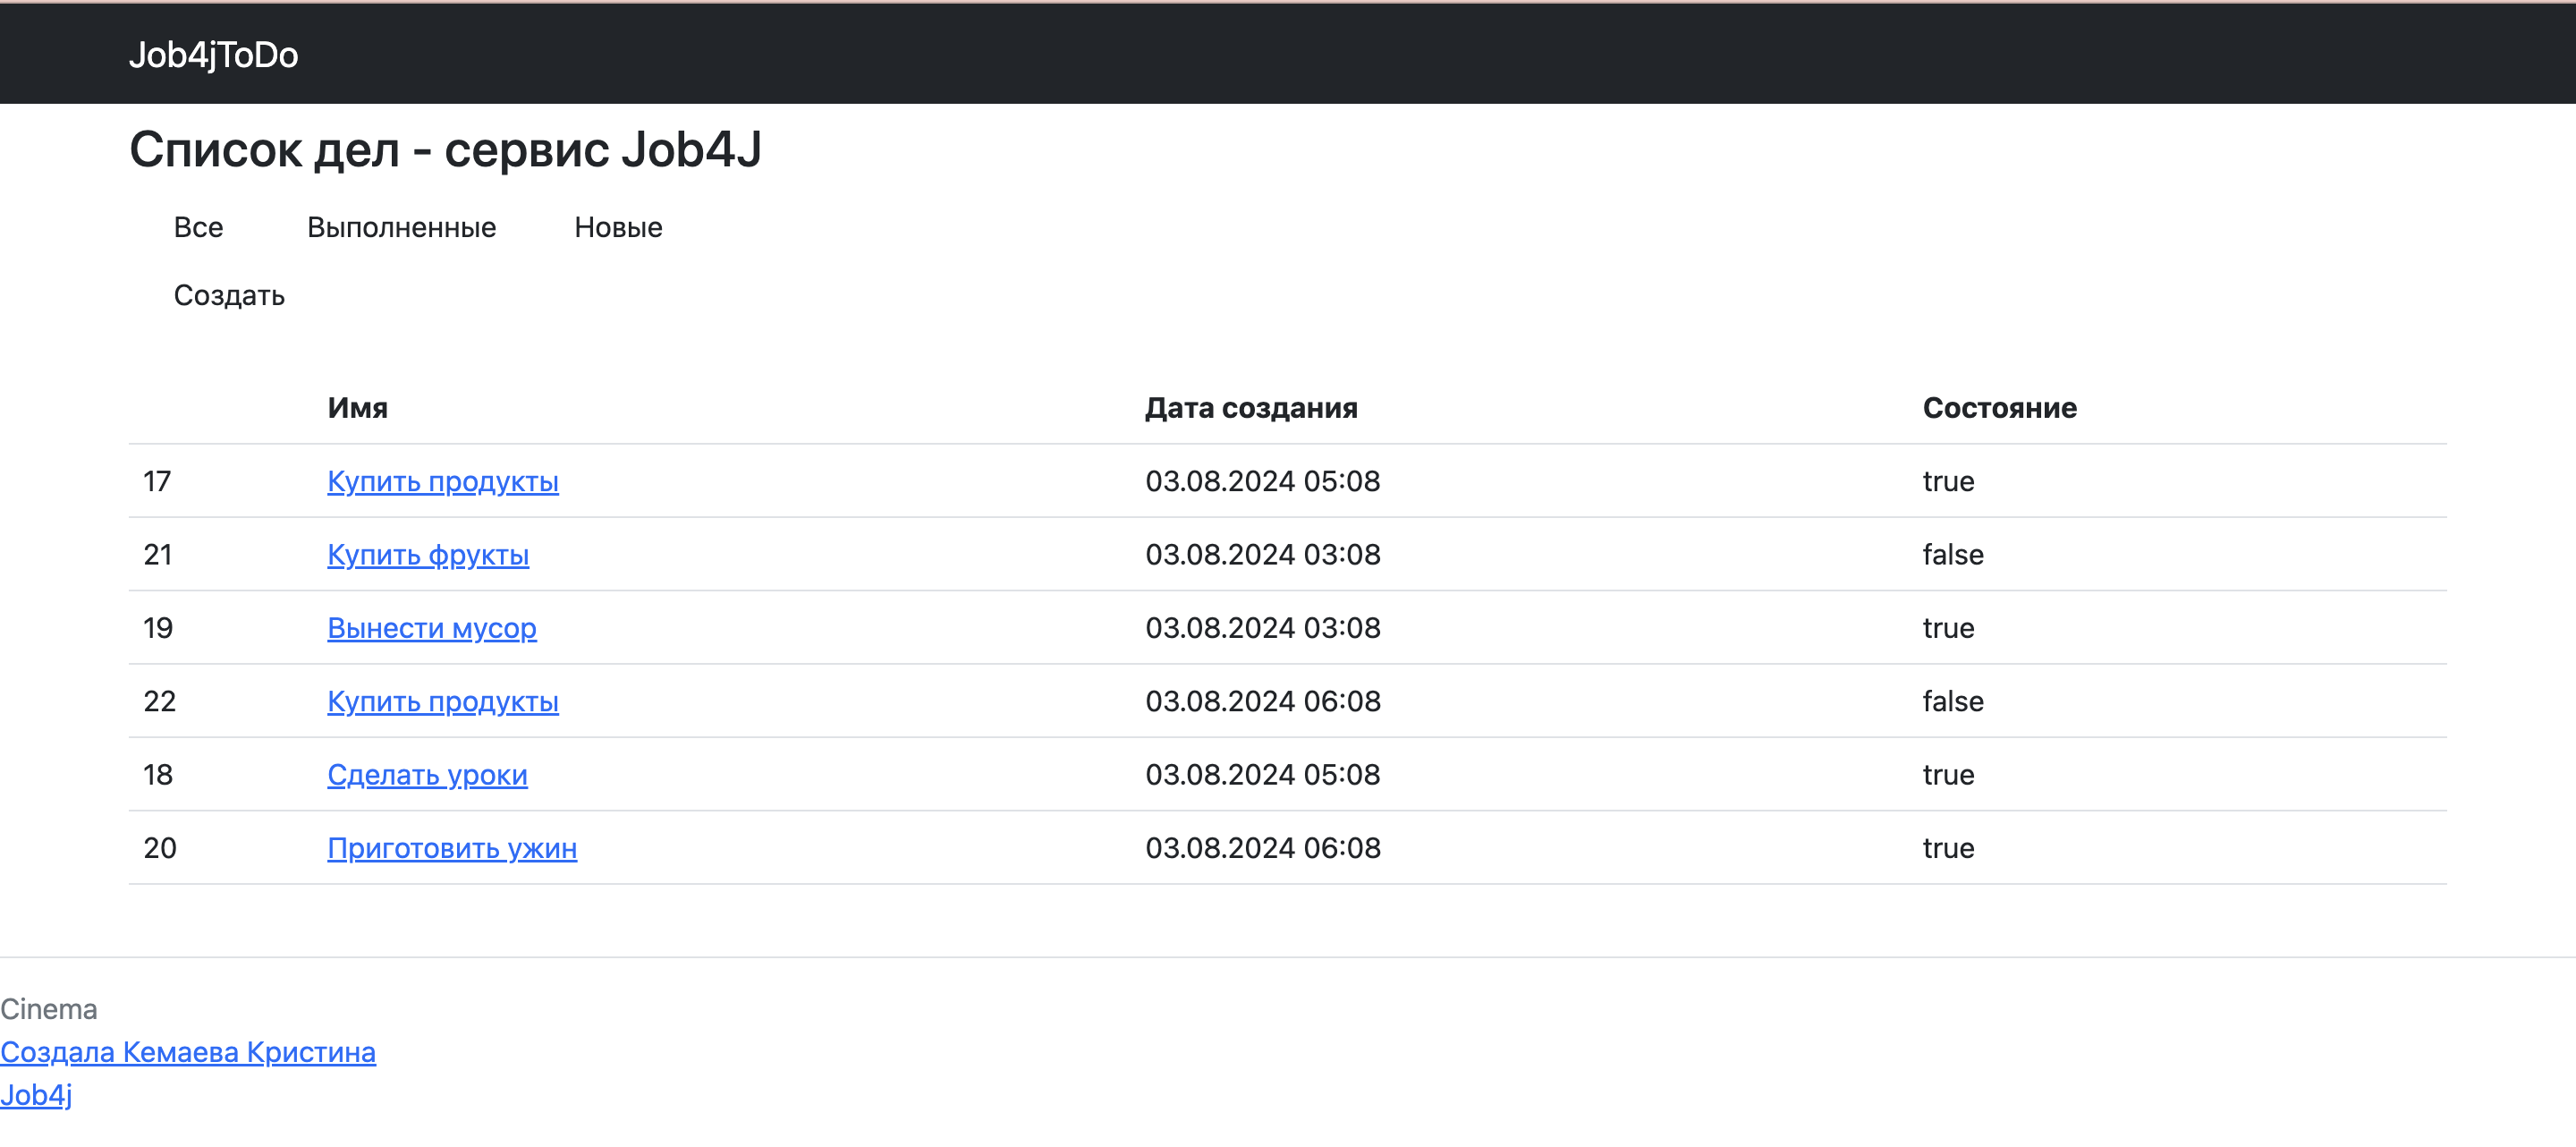 Job4jToDo
Список дел - сервис Job4J
Все Выполненные Новые
Создать
Имя Дата создания Состояние
17 Купить продукты 03.08.2024 05:08 true
21 Купить фрукты 03.08.2024 03:08 false
19 Вынести мусор 03.08.2024 03:08 true
22 Купить продукты 03.08.2024 06:08 false
18 Сделать уроки 03.08.2024 05:08 true
20 Приготовить ужин 03.08.2024 06:08 true
Cinema
Создала Кемаева Кристина
Job4j